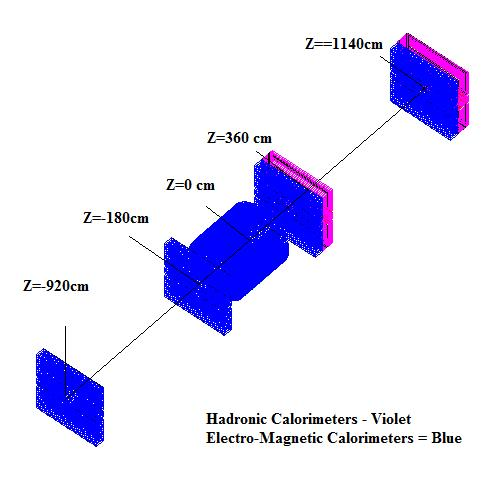 Z==1140cm
Z=360 cm
Z=0 cm
Z=-180cm
Z=-920cm
Hadronic Calorimeters - Violet
Electro-Magnetic Calorimeters = Blue